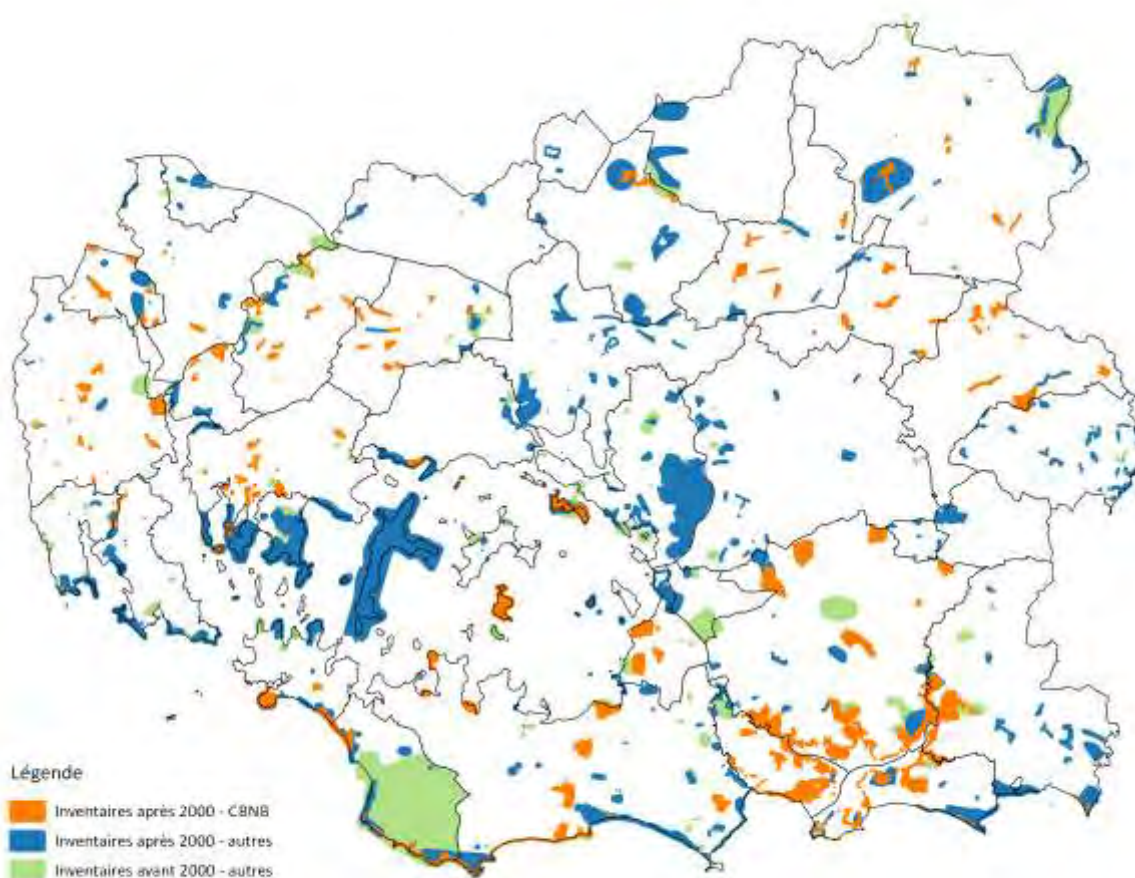 Légende
Inventaires après 2000 - CBNB
Inventaires après 2000 - autres
Inventaires avant 2000 - autres